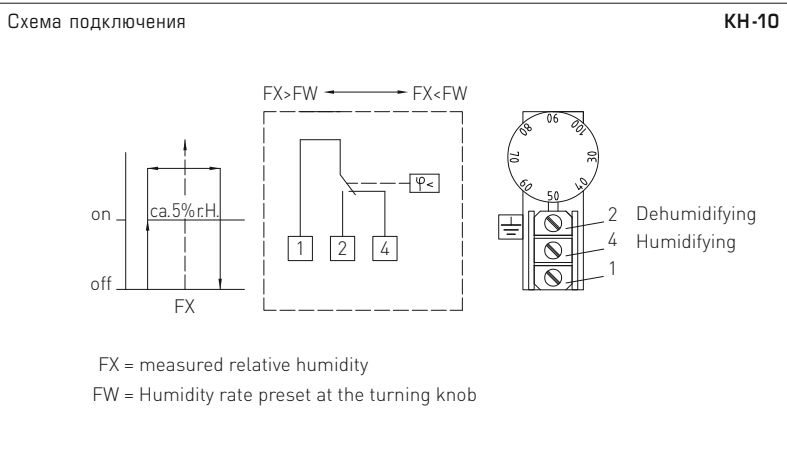 Схема подключения
KH-10
FX>FW
FX<FW
on
ca.5%r.H.
off
FX
φ<
1
2
4
90
100
30
40
50
60
70
80
2 Dehumidifying
4 Humidifying
1
FX = measured relative humidity
FW = Humidity rate preset at the turning knob